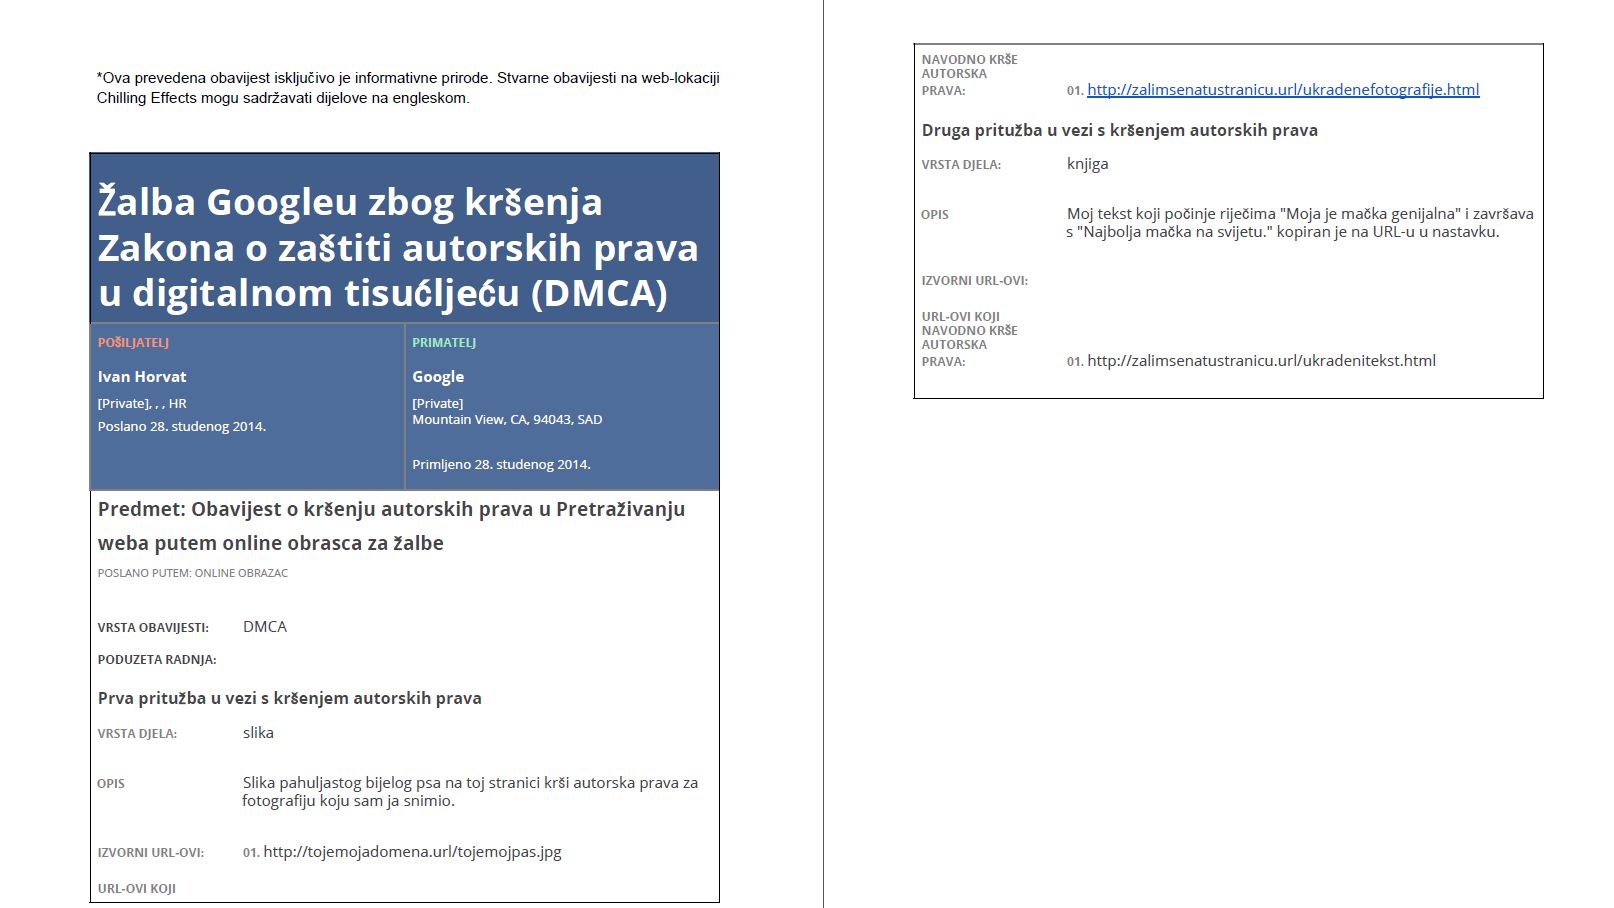 *Ova prevedena obavijest isključivo je informativne prirode. Stvarne obavijesti na web-lokaciji
Chilling Effects mogu sadržavati dijelove na engleskom.
Žalba Googleu zbog kršenja
Zakona o zaštiti autorskih prava
u digitalnom tisućljeću (DMCA)
POŠILJATELJ
Ivan Horvat
[Private], , , HR
Poslano 28. studenog 2014.
PRIMATELJ
Google
[Private]
Mountain View, CA, 94043, SAD
Primljeno 28. studenog 2014.
Predmet: Obavijest o kršenju autorskih prava u Pretraživanju
weba putem online obrasca za žalbe
POSLANO PUTEM: ONLINE OBRAZAC
VRSTA OBAVIJESTI: DMCA
PODUZETA RADNJA:
Prva pritužba u vezi s kršenjem autorskih prava
VRSTA DJELA: slika
OPIS Slika pahuljastog bijelog psa na toj stranici krši autorska prava za
fotografiju koju sam ja snimio.
IZVORNI URL-OVI: 01. http://tojemojadomena.url/tojemojpas.jpg
URL-OVI KOJI
NAVODNO KRŠE
AUTORSKA
PRAVA: 01. http://zalimsenatustranicu.url/ukradenefotografije.html
Druga pritužba u vezi s kršenjem autorskih prava
VRSTA DJELA: knjiga
OPIS Moj tekst koji počinje riječima "Moja je mačka genijalna" i završava
s "Najbolja mačka na svijetu." kopiran je na URL-u u nastavku.
IZVORNI URL-OVI:
URL-OVI KOJI
NAVODNO KRŠE
AUTORSKA
PRAVA: 01. http://zalimsenatustranicu.url/ukradenitekst.html